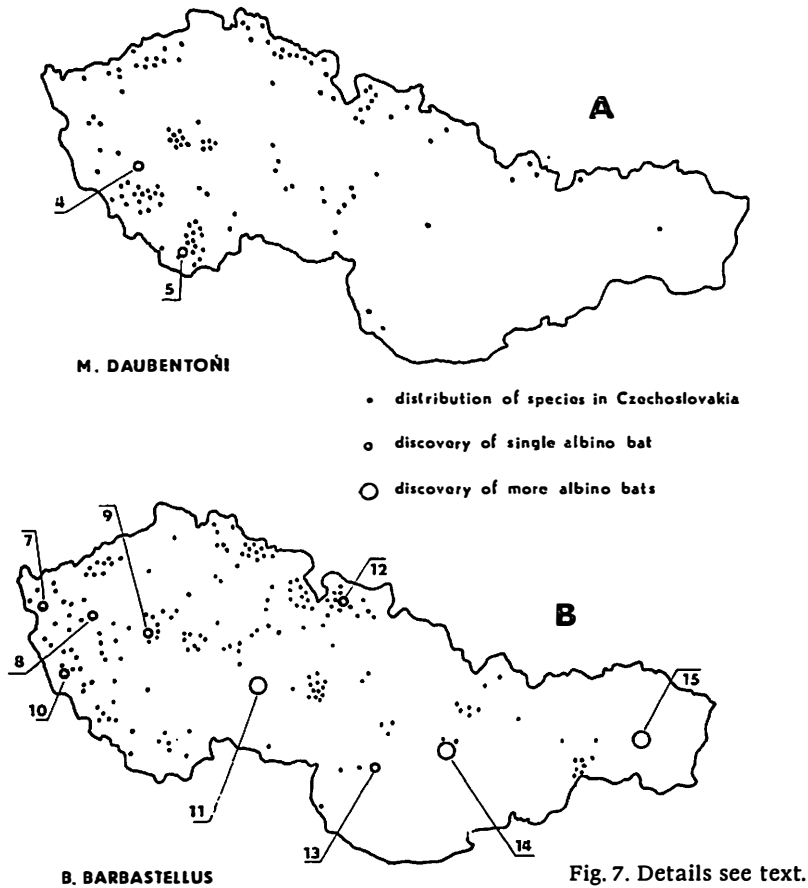 A
4
5
M. DAUBENTOŇI
distribution of species in Czechoslovakia
discovery of single albino bat
discovery of more albino bats
9
7
12
B
8
15
10
11
13
14
B. BARBASTELLUS
Fig. 7. Details see text.